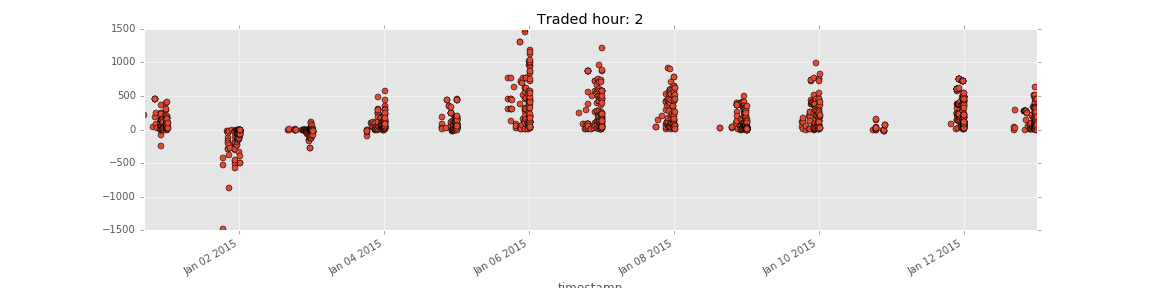 Traded hour: 2
1500
1000
500
0
−500
−1000
−1500
Jan 02 2015
Jan 04 2015
Jan 06 2015
Jan 08 2015
Jan 10 2015
Jan 12 2015
timestamp